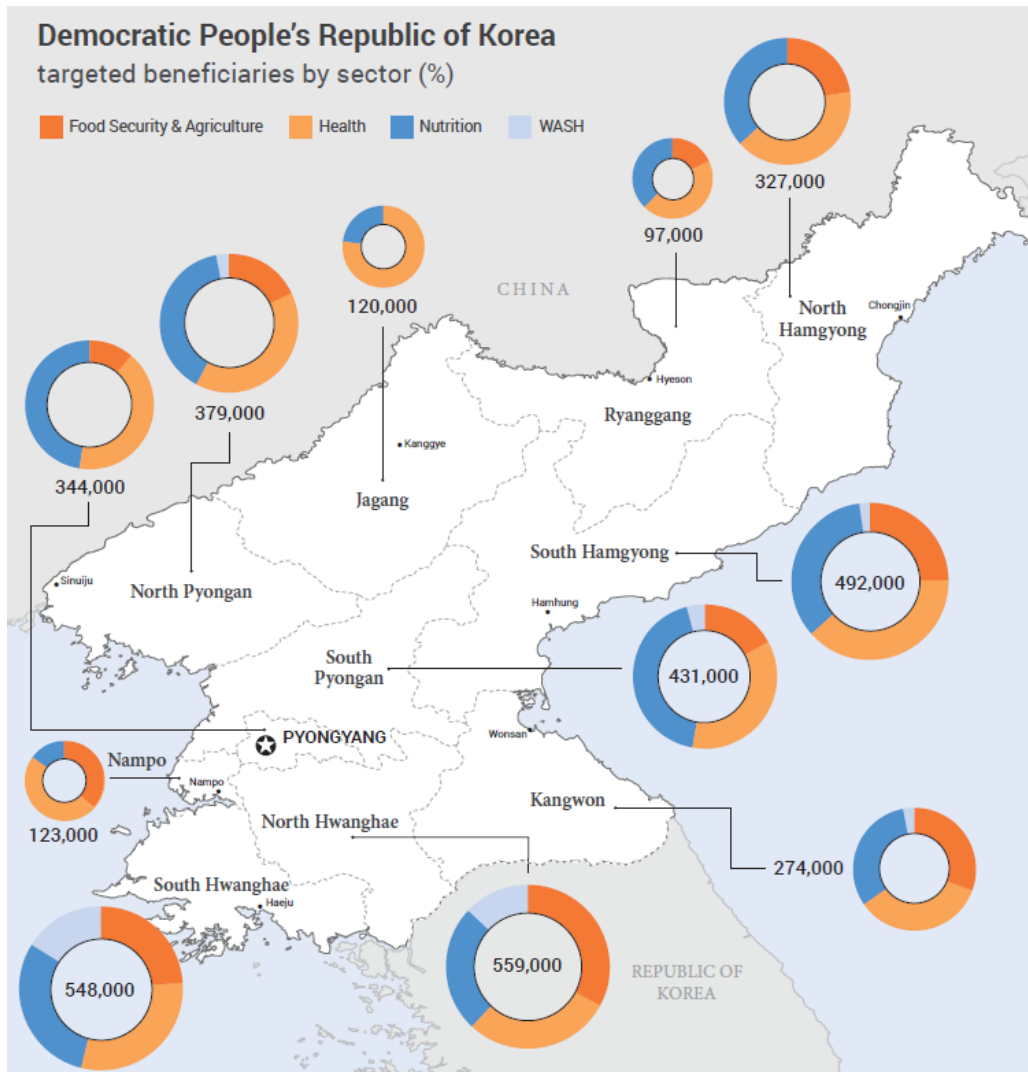 Democratic People's Republic of Korea
targeted beneficiaries by sector (%)
Food Security & Agriculture
Health
Nutrition
WASH
327,000
97,000
120,000
CHINA
North
Hamgyong
Chongjin
379,000
Hyeson
Ryanggang
Kanggye
344,000
Jagang
South Hamgyong
492,000
Sinuiju
North Pyongan
Hamhung
South
Pyongan
431,000
PYONGYANG
Wonsan
Nampo
Nampo
123,000
Kangwon
North Hwanghae
274,000
South Hwanghae
Haeju
548,000
559,000
REPUBLIC OF
KOREA